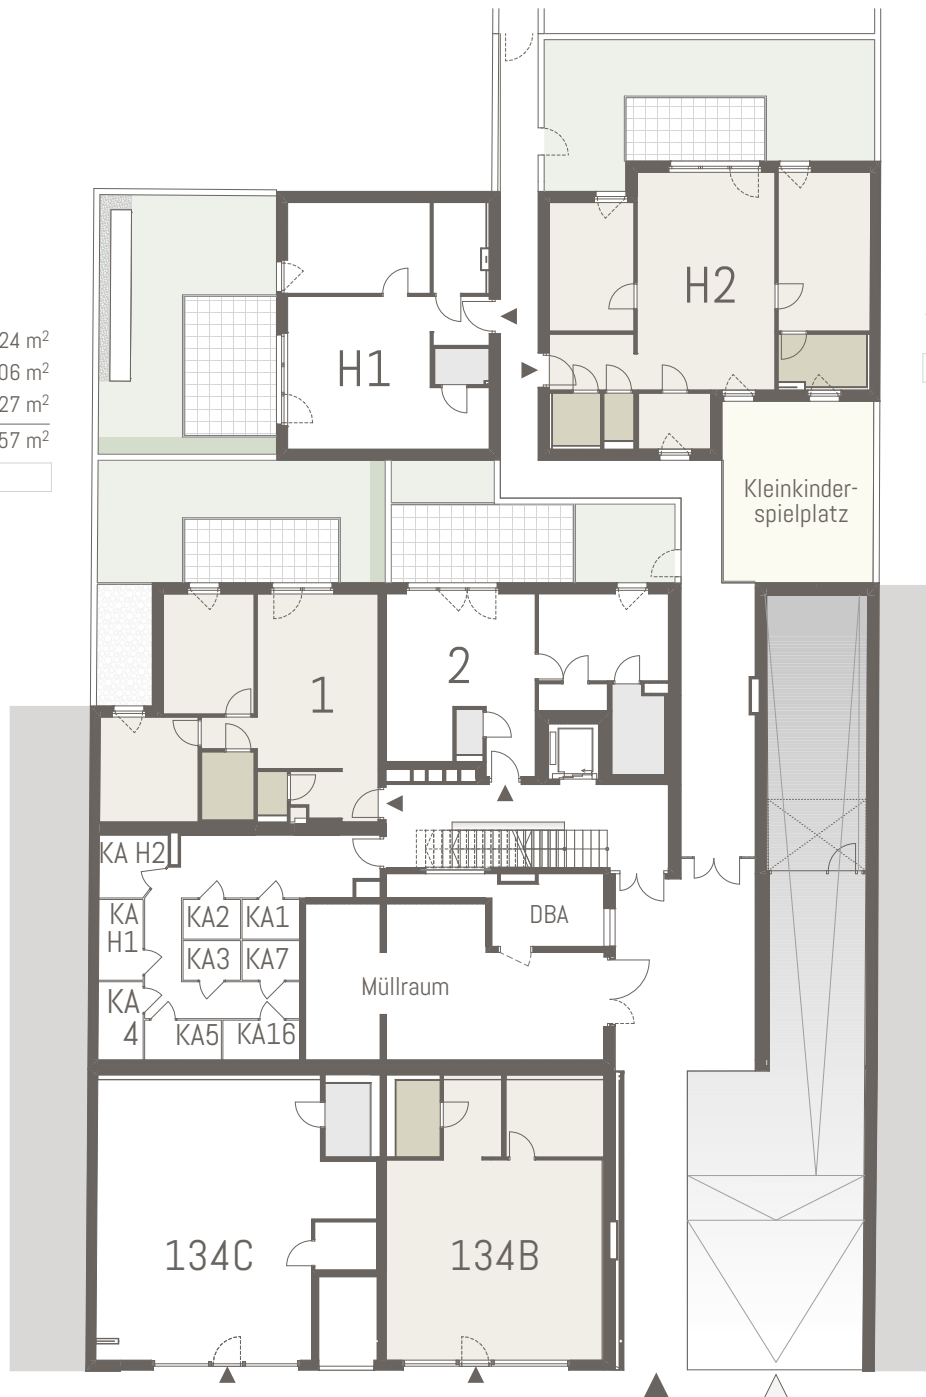 H2
24 m²
06 m²
27 m²
57 m²
H1
Kleinkinder-
spielplatz
2
1
KA H2
KA
H1
KA2
KA1
DBA
KA3
KA7
Müllraum
KA
4
KA5
KA16
134C
134B